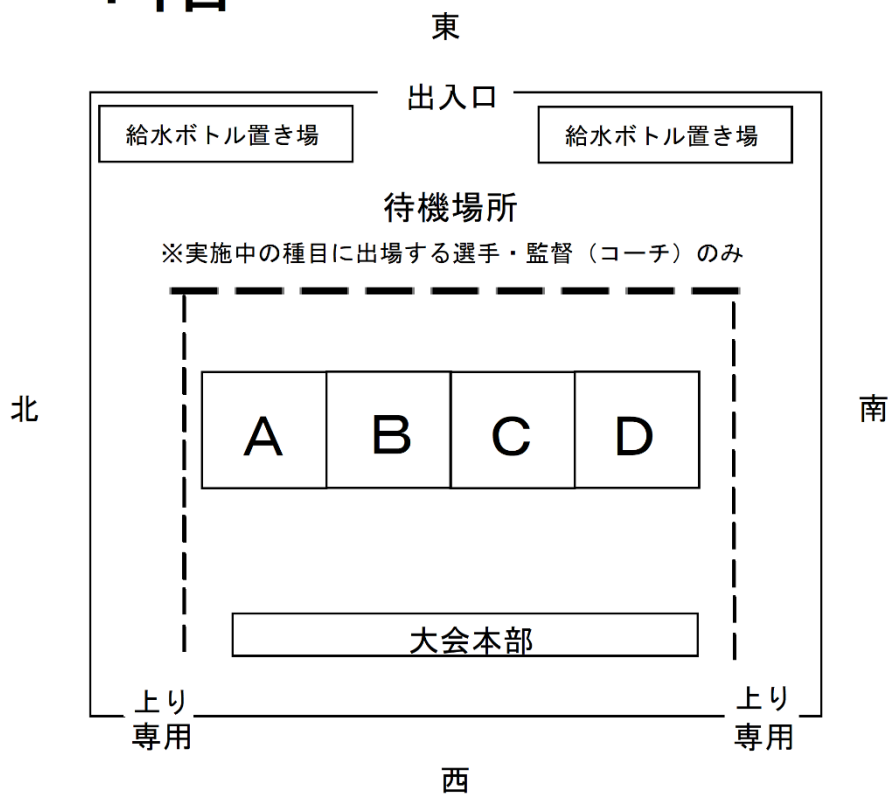 東
出入口
給水ボトル置き場
給水ボトル置き場
待機場所
※実施中の種目に出場する選手・監督（コーチ）のみ
北
A B C D
南
大会本部
上り
専用
上り
専用
西